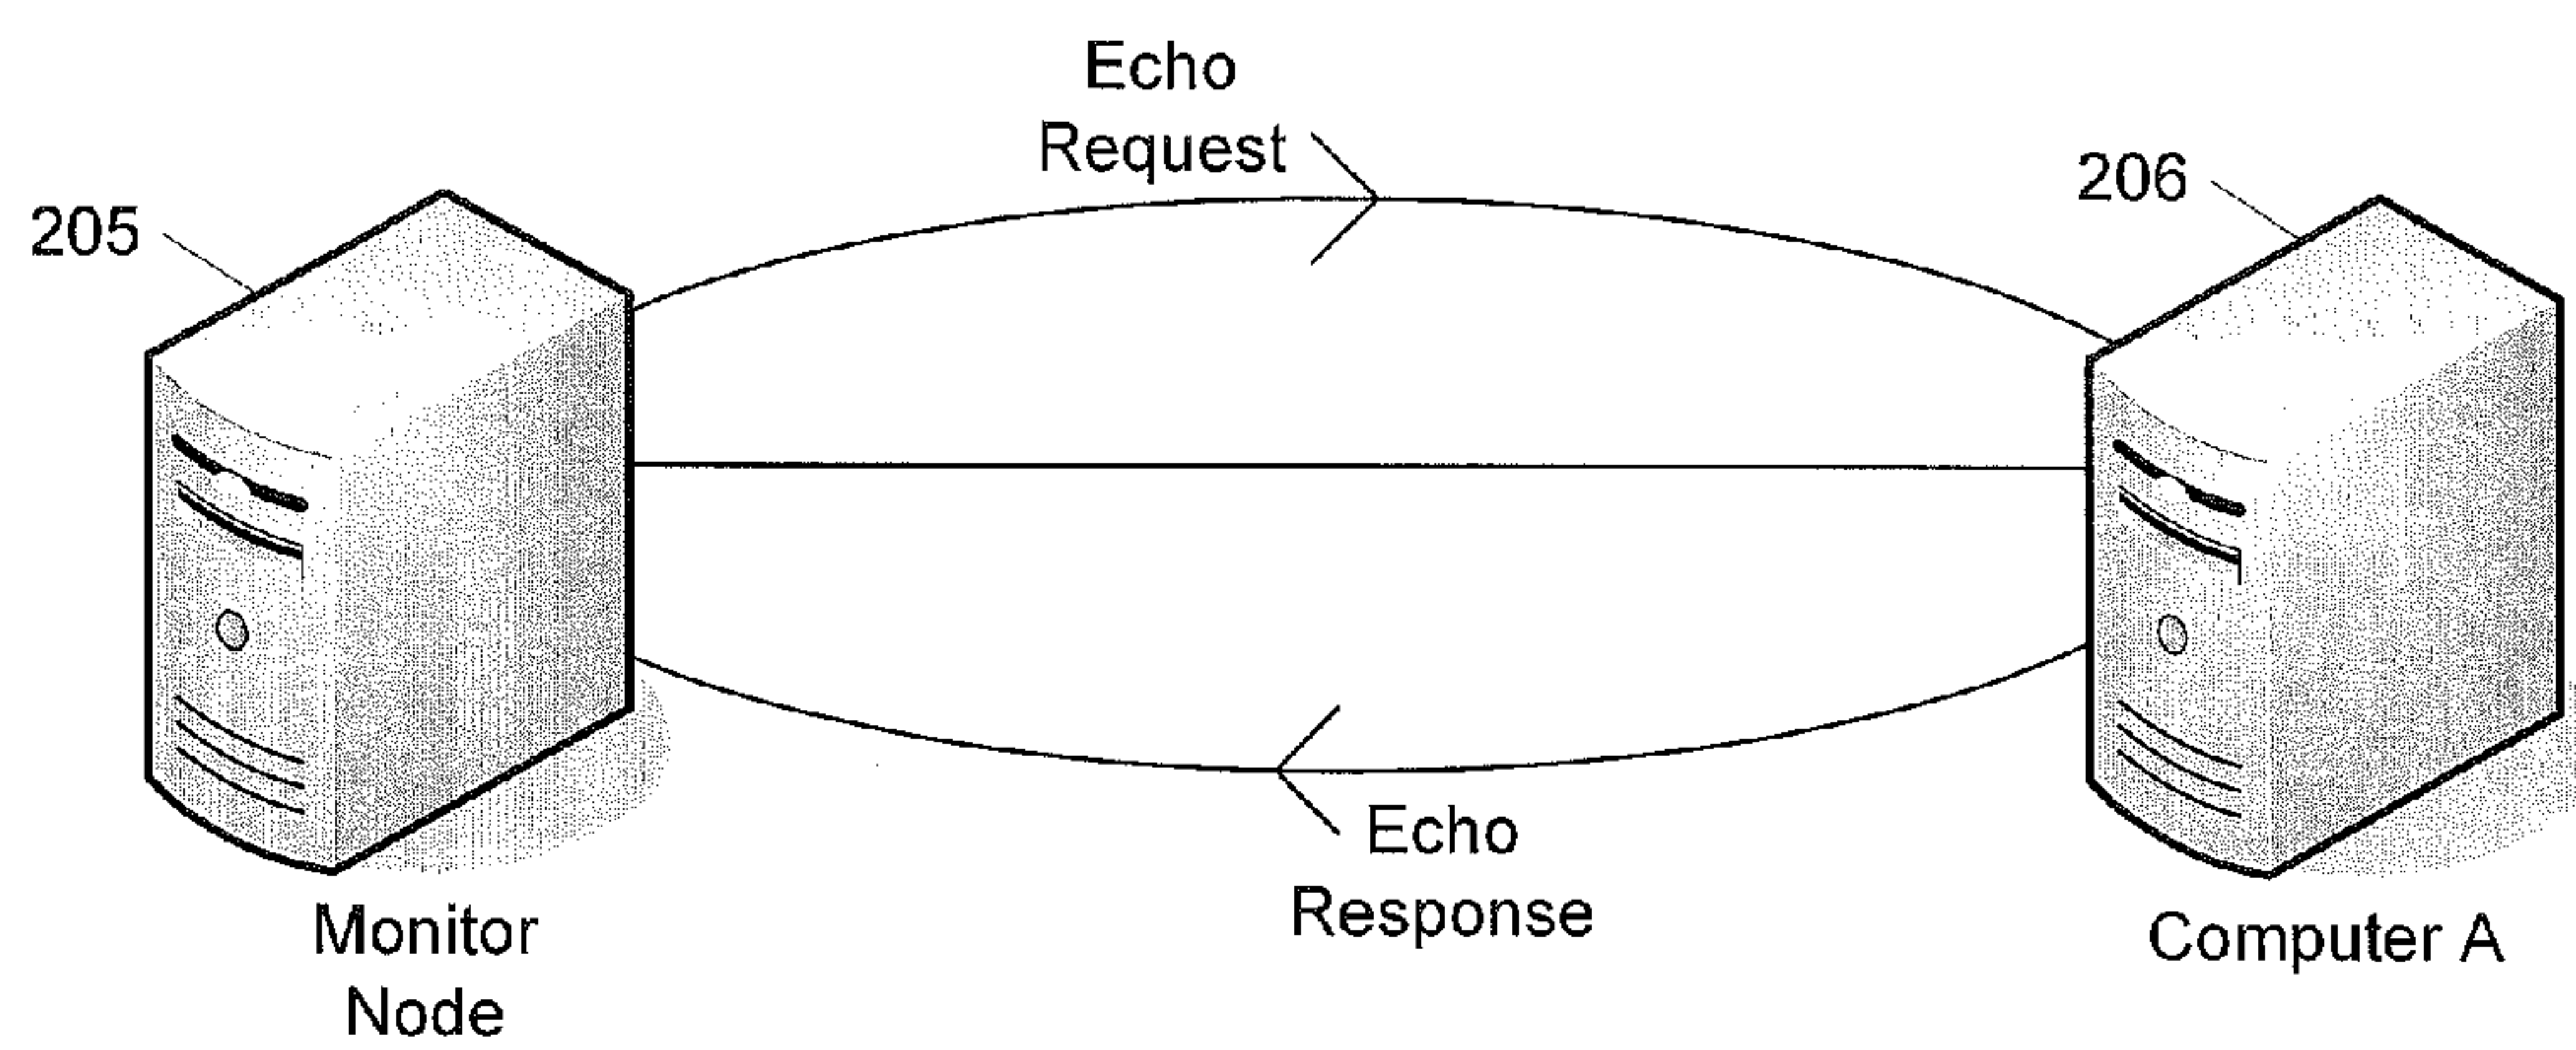 Echo
Request
205
206
Echo
Response
Monitor
Node
Computer A